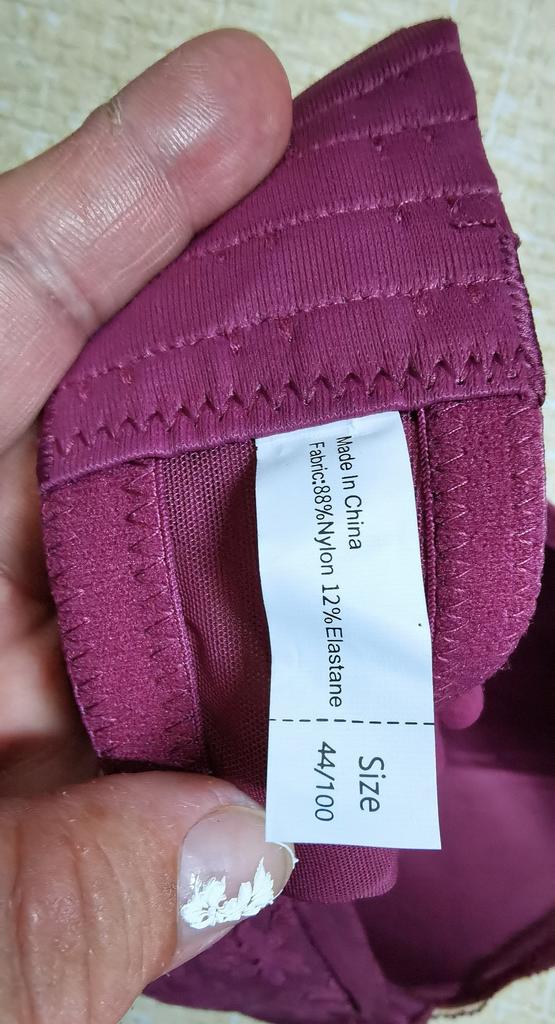 Made In China
Fabric:88%Nylon 12%Elastane
Size
44/100